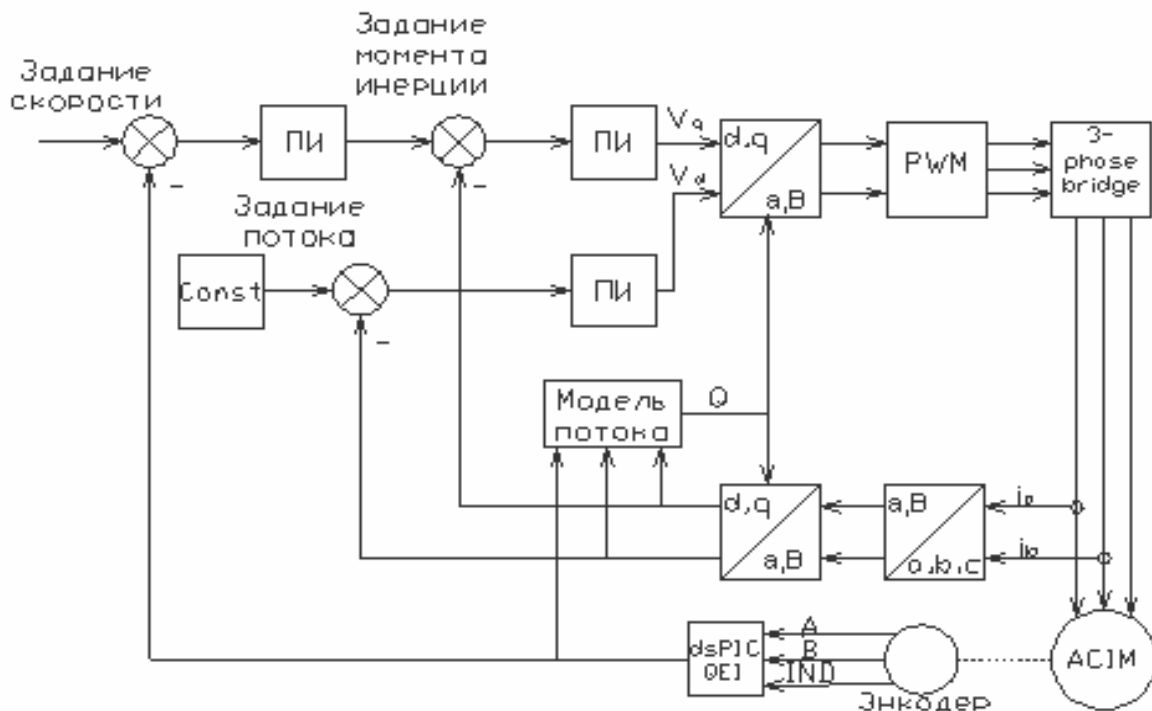 Задание
скорости
Задание
момента
инерции
ПИ
ПИ
Vq
Vd
d,q
a,B
PWM
3-
phase
bridge
-
-
Задание
потока
Const
ПИ
-
Модель
потока
Q
d,q
a,B
a,B
a,b,c
ia
ib
dsPIC
QEI
A
B
IND
Энкодер
ACIM